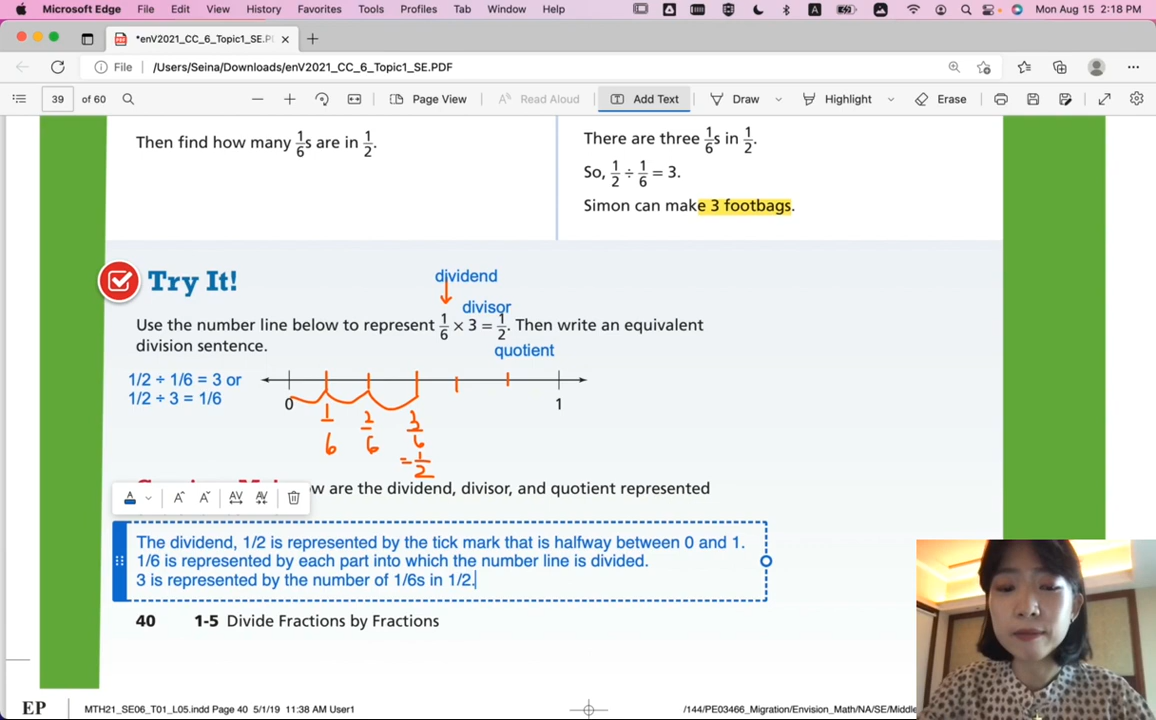 Microsoft Edge File Edit View History Favorites Tools Profiles Tab Window Help A Mon Aug 15 2:18 PM
*enV2021_CC_6_Topic1_SE.P
File /Users/Seina/Downloads/enV2021_CC_6_Topic1_SE.PDF
39 of 60 Page View Read Aloud Add Text Draw Highlight Erase
Then find how many 1/6s are in 1/2.
There are three 1/6s in 1/2.
So, 1/2 ÷ 1/6 = 3.
Simon can make 3 footbags.
Try It!
dividend
divisor
Use the number line below to represent 1/6 × 3 = 1/2. Then write an equivalent
division sentence.
quotient
1/2 ÷ 1/6 = 3 or
1/2 ÷ 3 = 1/6
0 1
1/6 2/6 3/6
= 1/2
are the dividend, divisor, and quotient represented
The dividend, 1/2 is represented by the tick mark that is halfway between 0 and 1.
1/6 is represented by each part into which the number line is divided.
3 is represented by the number of 1/6s in 1/2.
40 1-5 Divide Fractions by Fractions
EP MTH21_SE06_T01_L05.indd Page 40 5/1/19 11:38 AM User1 /144/PE03466_Migration/Envision_Math/NA/SE/Middle